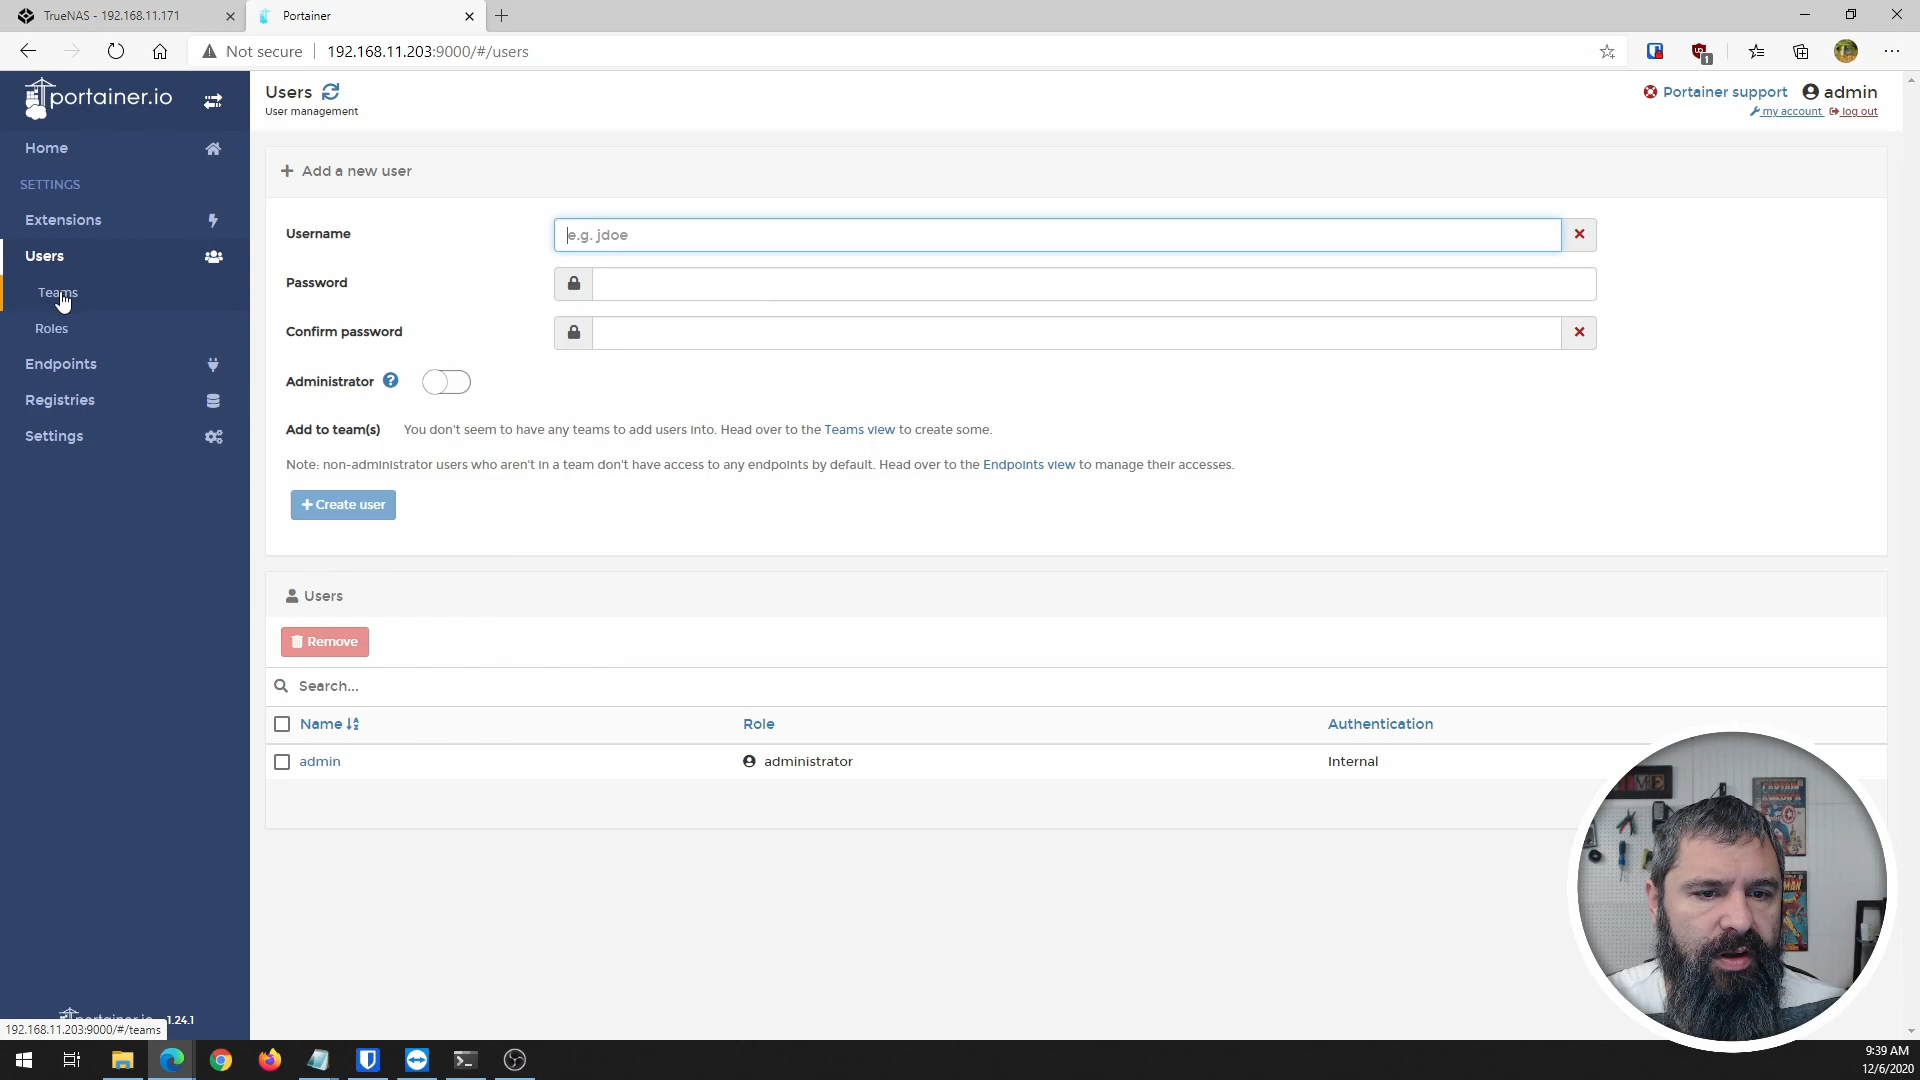 TrueNAS - 192.168.11.171
Portainer
Not secure
192.168.11.203:9000/#/users
1
portainer.io
Users
User management
Portainer support
admin
my account
log out
Home
SETTINGS
Extensions
Users
Teams
Roles
Endpoints
Registries
Settings
Add a new user
Username
e.g. jdoe
Password
Confirm password
Administrator
Add to team(s)
You don't seem to have any teams to add users into. Head over to the Teams view to create some.
Note: non-administrator users who aren't in a team don't have access to any endpoints by default. Head over to the Endpoints view to manage their accesses.
Create user
Users
Remove
Search...
Name
Role
Authentication
admin
administrator
Internal
portainer.io
1.24.1
192.168.11.203:9000/#/teams
9:39 AM
12/6/2020